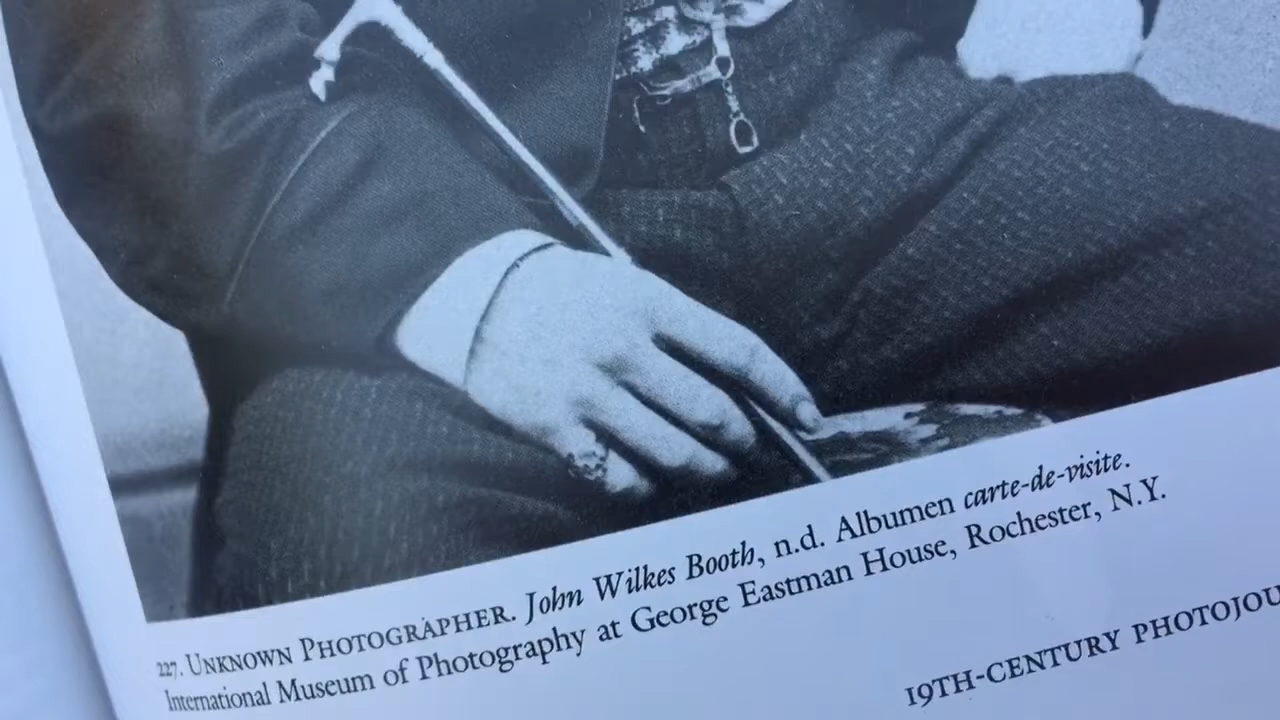 227. UNKNOWN PHOTOGRAPHER. John Wilkes Booth, n.d. Albumen carte-de-visite.
International Museum of Photography at George Eastman House, Rochester, N.Y.
19TH-CENTURY